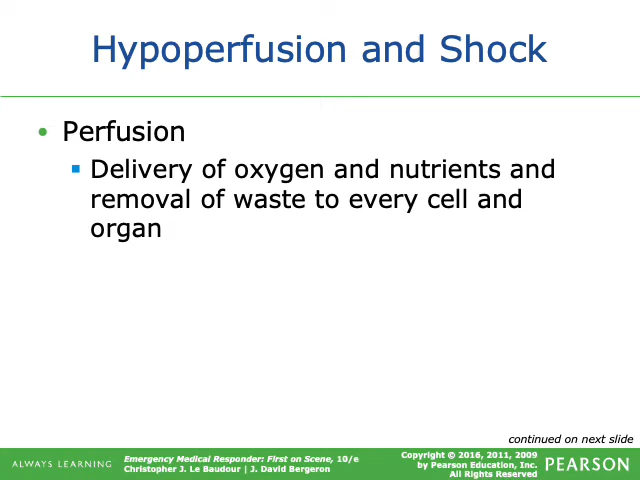 Hypoperfusion and Shock
• Perfusion
▪ Delivery of oxygen and nutrients and
removal of waste to every cell and
organ
continued on next slide
ALWAYS LEARNING
Emergency Medical Responder: First on Scene, 10/e
Christopher J. Le Baudour | J. David Bergeron
Copyright © 2016, 2011, 2009
by Pearson Education, Inc.
All Rights Reserved
PEARSON